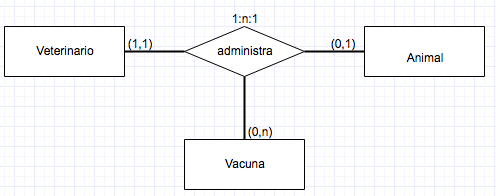 1:n:1
Veterinario
(1,1)
administra
(0,1)
Animal
(0,n)
Vacuna